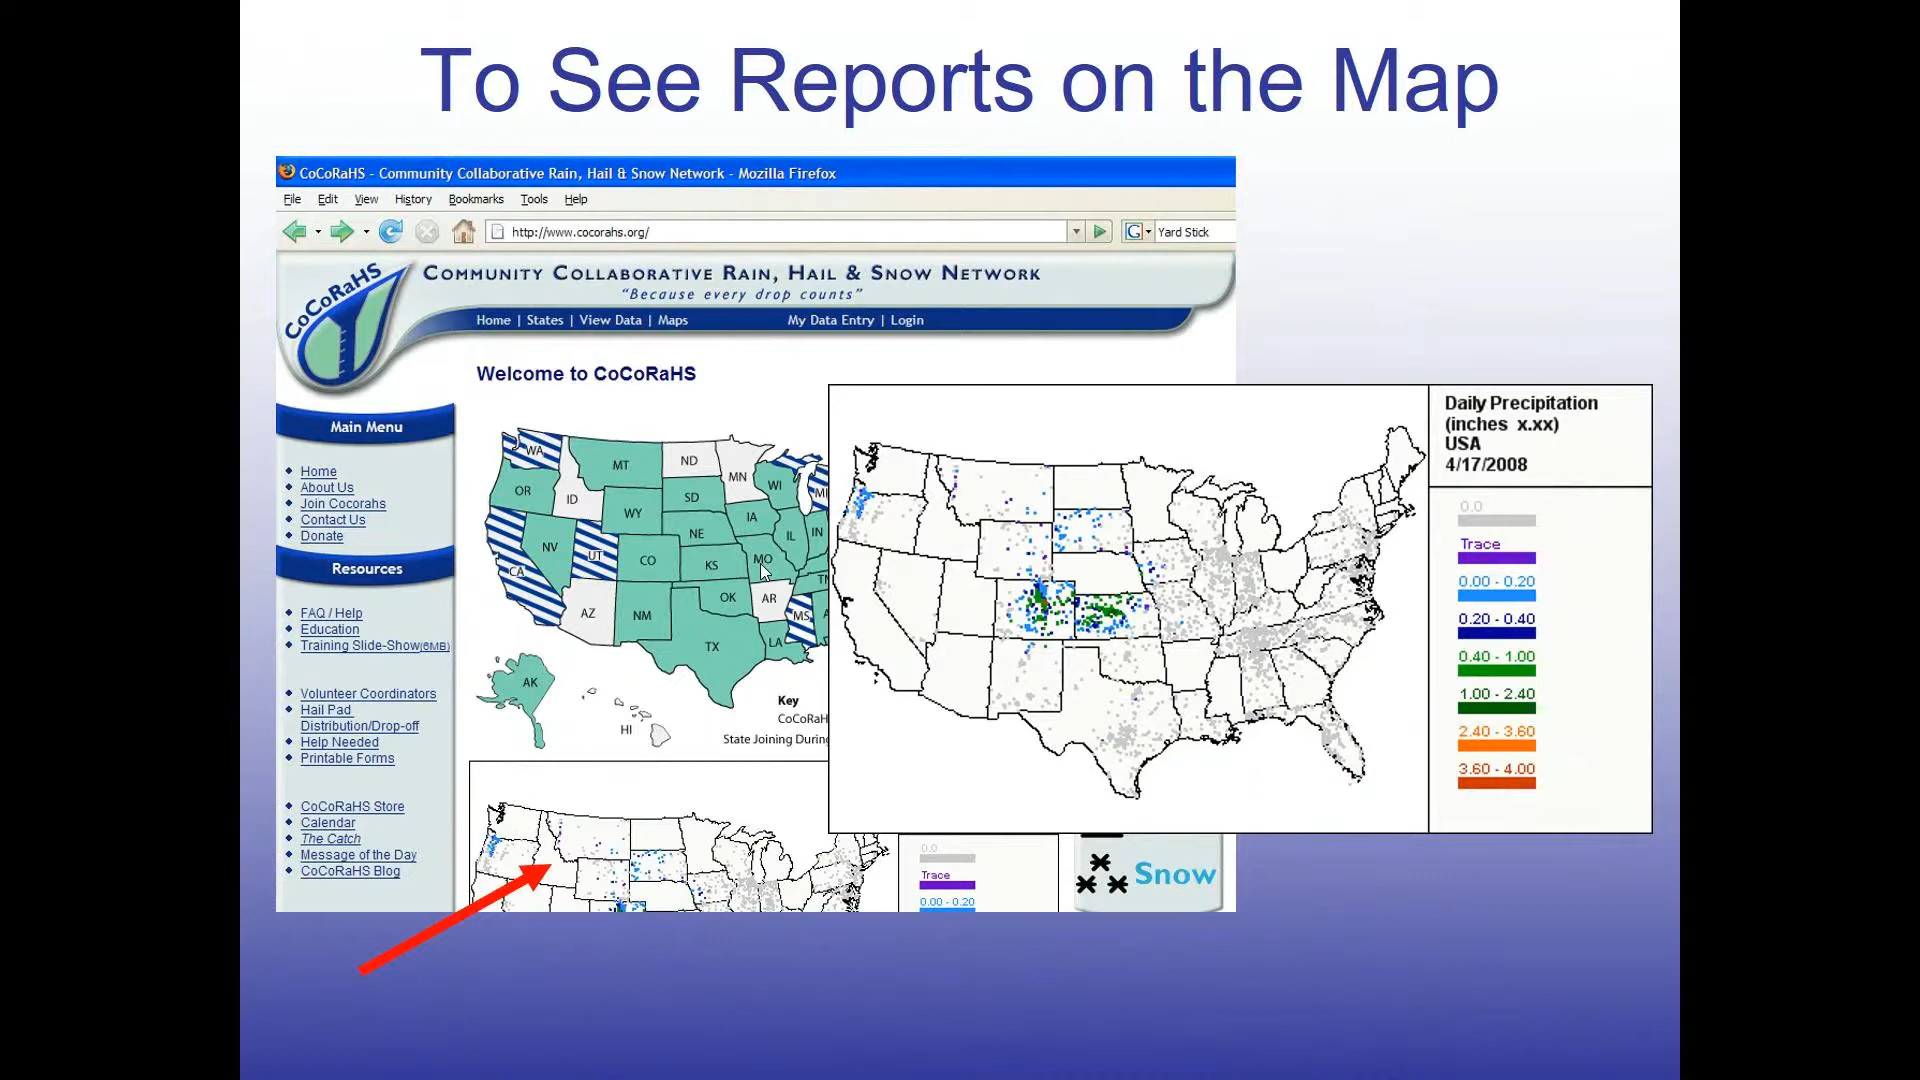 To See Reports on the Map
CoCoRaHS - Community Collaborative Rain, Hail & Snow Network - Mozilla Firefox
File Edit View History Bookmarks Tools Help
http://www.cocorahs.org/
G
Yard Stick
CoCoRaHS
COMMUNITY COLLABORATIVE RAIN, HAIL & SNOW NETWORK
"Because every drop counts"
Home | States | View Data | Maps
My Data Entry | Login
Main Menu
Home
About Us
Join Cocorahs
Contact Us
Donate
Resources
FAQ / Help
Education
Training Slide-Show(6MB)
Volunteer Coordinators
Hail Pad
Distribution/Drop-off
Help Needed
Printable Forms
CoCoRaHS Store
Calendar
The Catch
Message of the Day
CoCoRaHS Blog
Welcome to CoCoRaHS
WA
MT
ND
MN
OR
ID
SD
WI
MI
WY
IA
NE
IL
IN
NV
UT
CO
KS
MO
CA
AZ
NM
OK
AR
TN
MS
TX
LA
AK
HI
Key
CoCoRaH
State Joining During
0.0
Trace
0.00 - 0.20
Snow
Daily Precipitation
(inches x.xx)
USA
4/17/2008
0.0
Trace
0.00 - 0.20
0.20 - 0.40
0.40 - 1.00
1.00 - 2.40
2.40 - 3.60
3.60 - 4.00